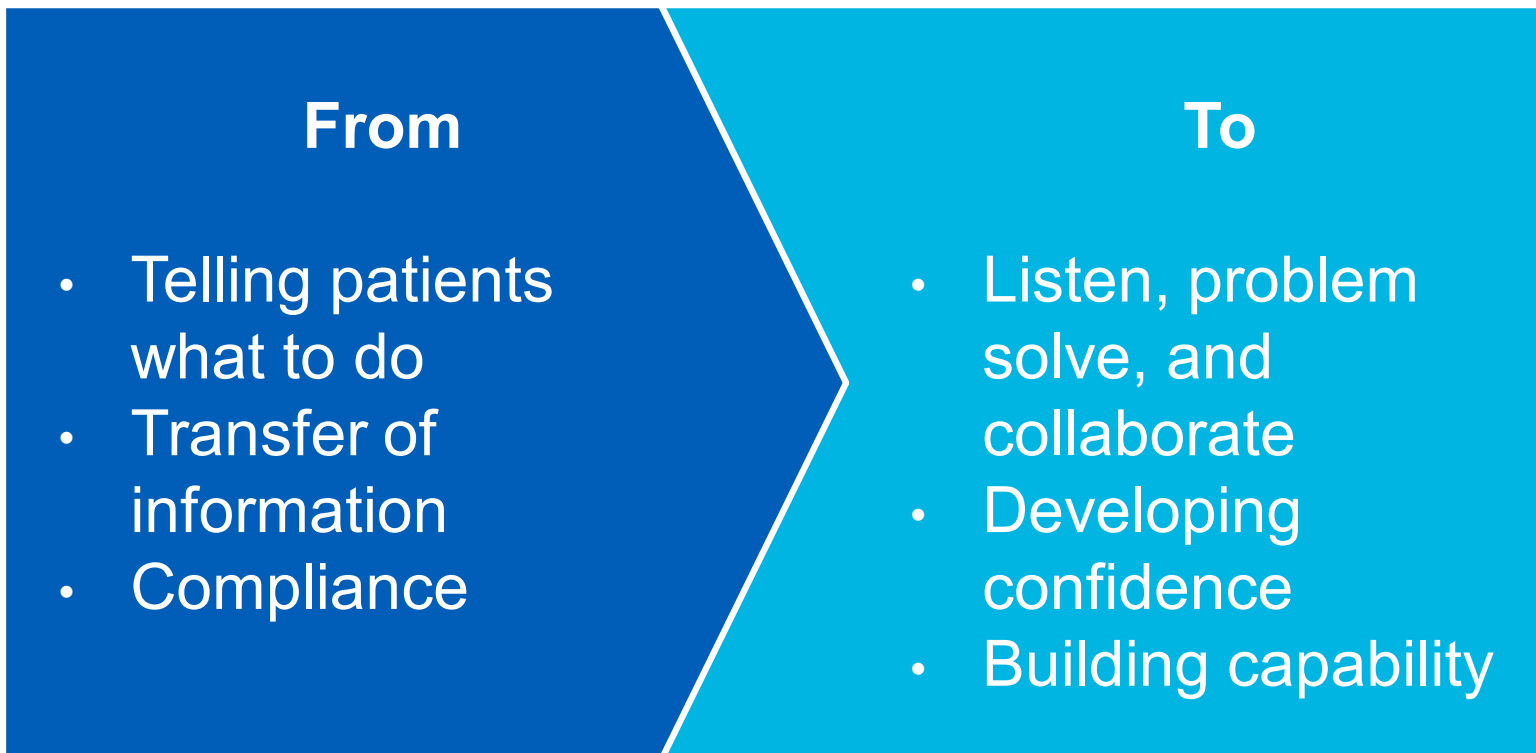 From
• Telling patients
what to do
• Transfer of
information
• Compliance
To
• Listen, problem
solve, and
collaborate
• Developing
confidence
• Building capability